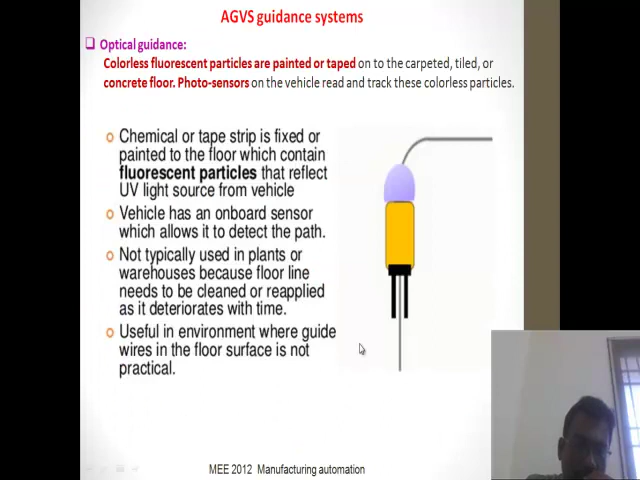 AGVS guidance systems
Optical guidance:
Colorless fluorescent particles are painted or taped on to the carpeted, tiled, or
concrete floor. Photo-sensors on the vehicle read and track these colorless particles.
Chemical or tape strip is fixed or
painted to the floor which contain
fluorescent particles that reflect
UV light source from vehicle
Vehicle has an onboard sensor
which allows it to detect the path.
Not typically used in plants or
warehouses because floor line
needs to be cleaned or reapplied
as it deteriorates with time.
Useful in environment where guide
wires in the floor surface is not
practical.
MEE 2012 Manufacturing automation